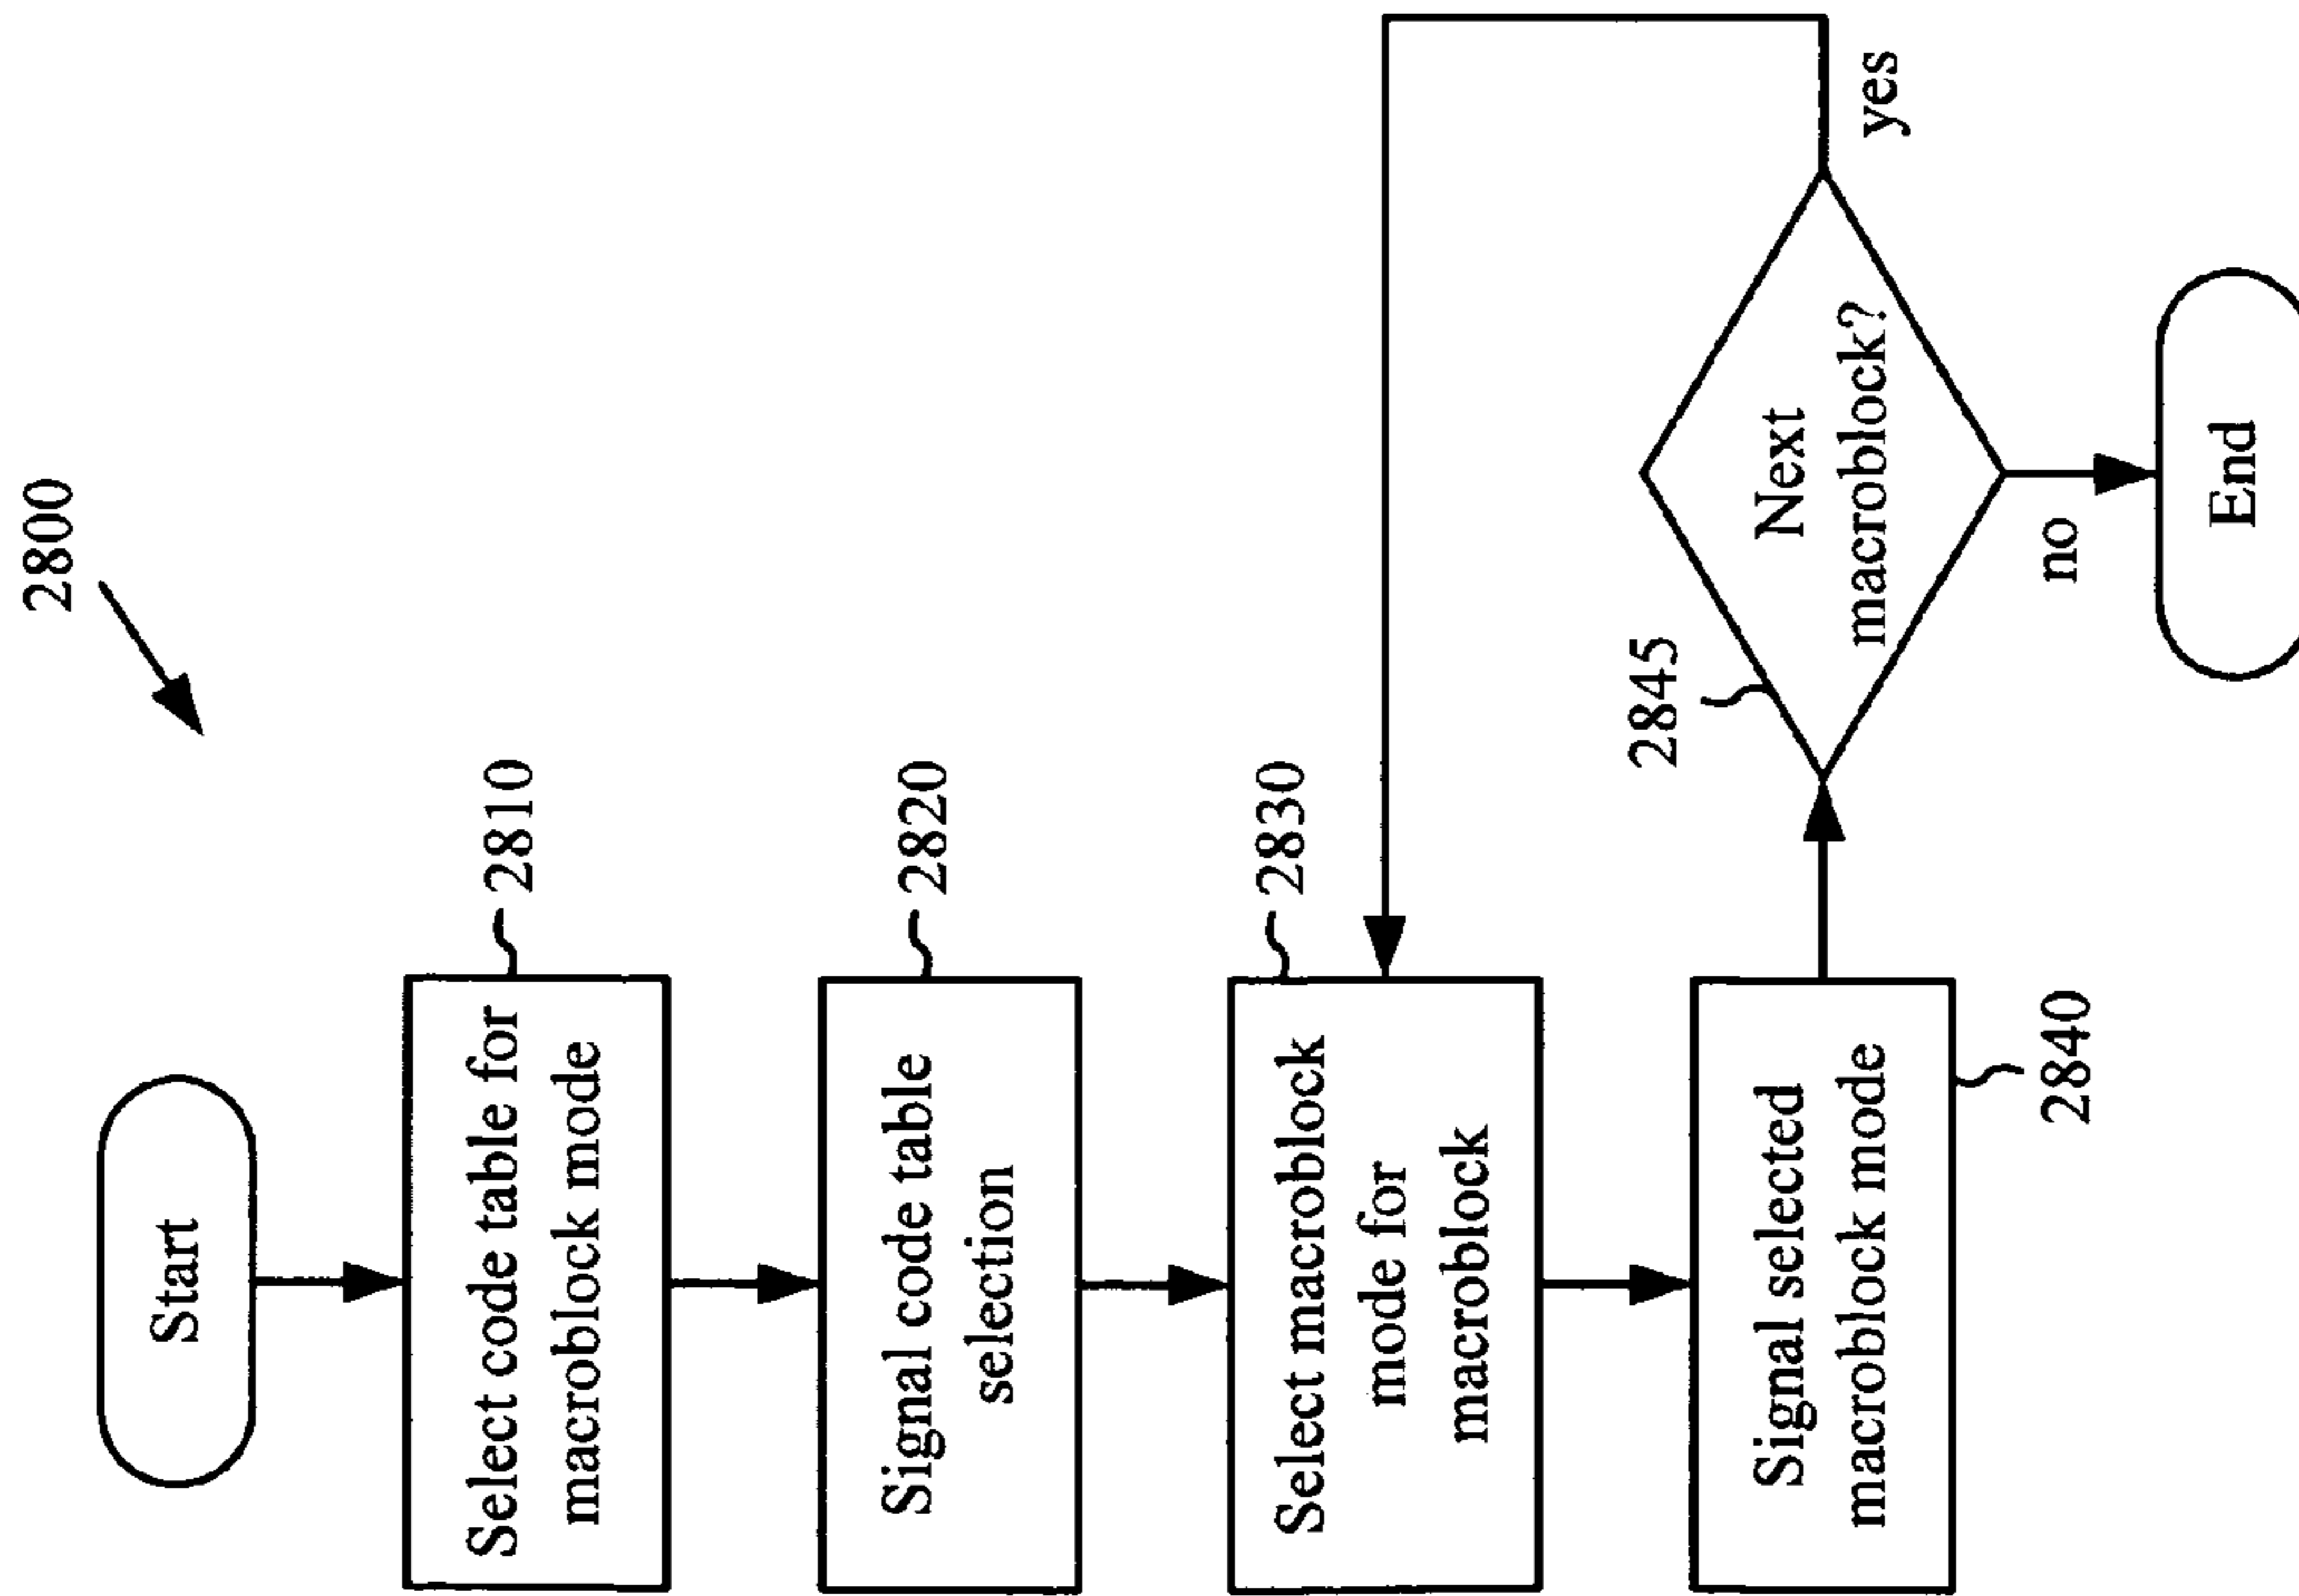 2800
Start
Select code table for
macroblock mode
2810
Signal code table
selection
2820
Select macroblock
mode for
macroblock
2830
Signal selected
macroblock mode
2840
2845
Next
macroblock?
yes
no
End